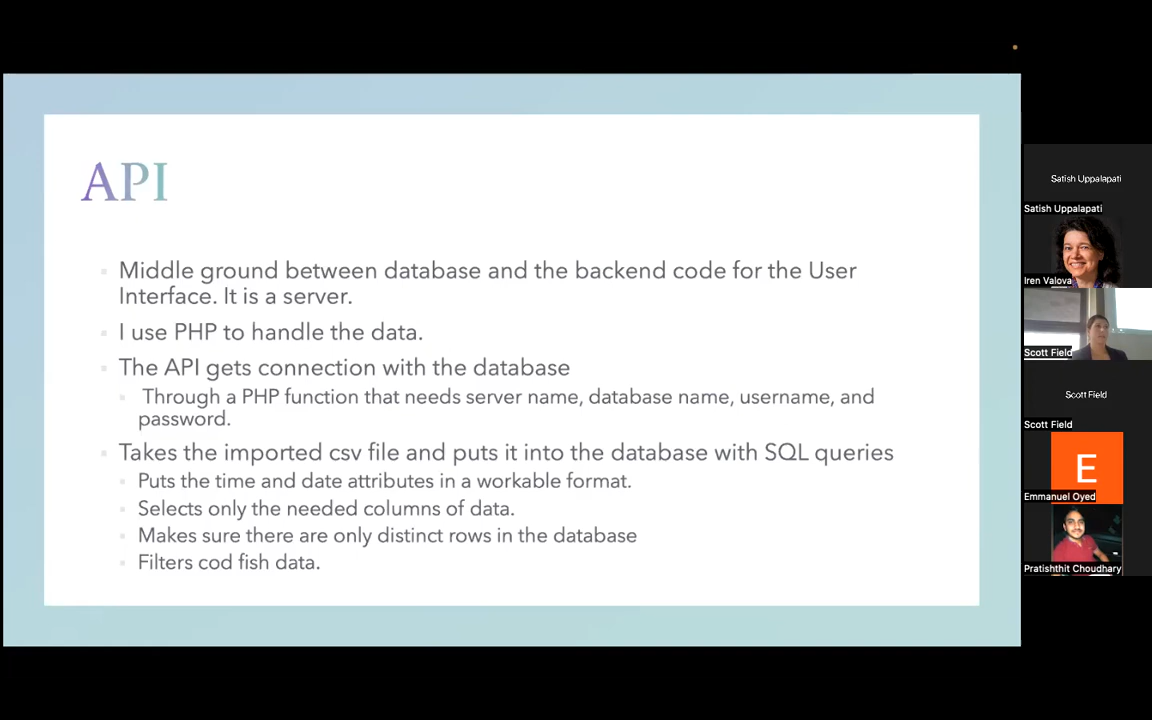 API
Middle ground between database and the backend code for the User
Interface. It is a server.
I use PHP to handle the data.
The API gets connection with the database
Through a PHP function that needs server name, database name, username, and
password.
Takes the imported csv file and puts it into the database with SQL queries
Puts the time and date attributes in a workable format.
Selects only the needed columns of data.
Makes sure there are only distinct rows in the database
Filters cod fish data.
Satish Uppalapati
Satish Uppalapati
Iren Valova
Scott Field
Scott Field
Scott Field
E
Emmanuel Oyed
Pratishthit Choudhary